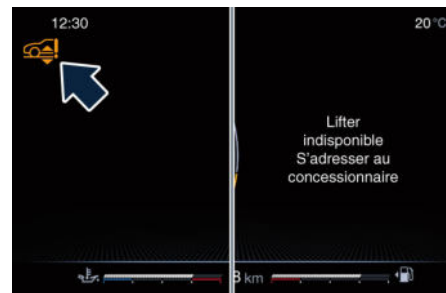 12:30
20 °C
Lifter
indisponible
S'adresser au
concessionnaire
km